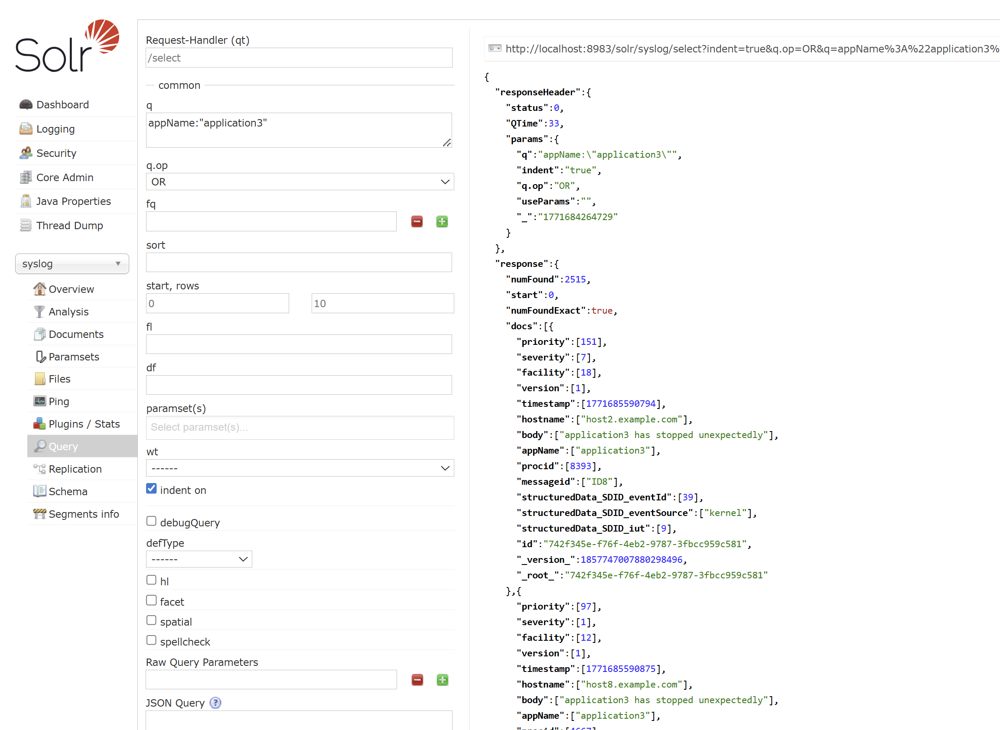 Solr
Dashboard
Logging
Security
Core Admin
Java Properties
Thread Dump
syslog
Overview
Analysis
Documents
Paramsets
Files
Ping
Plugins / Stats
Query
Replication
Schema
Segments info
Request-Handler (qt)
/select
common
q
appName:"application3"
q.op
OR
fq
sort
start, rows
0 10
fl
df
paramset(s)
Select paramset(s)...
wt
------
indent on
debugQuery
defType
------
hl
facet
spatial
spellcheck
Raw Query Parameters
JSON Query ?
http://localhost:8983/solr/syslog/select?indent=true&q.op=OR&q=appName%3A%22application3%
{
"responseHeader":{
"status":0,
"QTime":33,
"params":{
"q":"appName:\"application3\"",
"indent":"true",
"q.op":"OR",
"useParams":"",
"_":"1771684264729"
}
},
"response":{
"numFound":2515,
"start":0,
"numFoundExact":true,
"docs":[{
"priority":[151],
"severity":[7],
"facility":[18],
"version":[1],
"timestamp":[1771685590794],
"hostname":["host2.example.com"],
"body":["application3 has stopped unexpectedly"],
"appName":["application3"],
"procid":[8393],
"messageid":["ID8"],
"structuredData_SDID_eventId":[39],
"structuredData_SDID_eventSource":["kernel"],
"structuredData_SDID_iut":[9],
"id":"742f345e-f76f-4eb2-9787-3fbcc959c581",
"_version_":1857747007880298496,
"_root_":"742f345e-f76f-4eb2-9787-3fbcc959c581"
},{
"priority":[97],
"severity":[1],
"facility":[12],
"version":[1],
"timestamp":[1771685590875],
"hostname":["host8.example.com"],
"body":["application3 has stopped unexpectedly"],
"appName":["application3"],